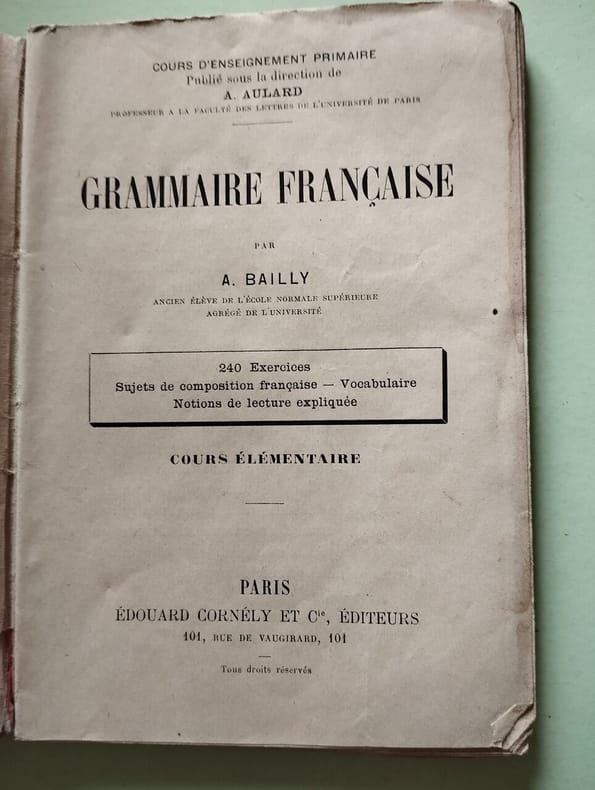 COURS D'ENSEIGNEMENT PRIMAIRE
Publié sous la direction de
A. AULARD
PROFESSEUR A LA FACULTÉ DES LETTRES DE L'UNIVERSITÉ DE PARIS
GRAMMAIRE FRANÇAISE
PAR
A. BAILLY
ANCIEN ÉLÈVE DE L'ÉCOLE NORMALE SUPÉRIEURE
AGRÉGÉ DE L'UNIVERSITÉ
240 Exercices
Sujets de composition française — Vocabulaire
Notions de lecture expliquée
COURS ÉLÉMENTAIRE
PARIS
ÉDOUARD CORNÉLY ET Cie, ÉDITEURS
101, RUE DE VAUGIRARD, 101
Tous droits réservés